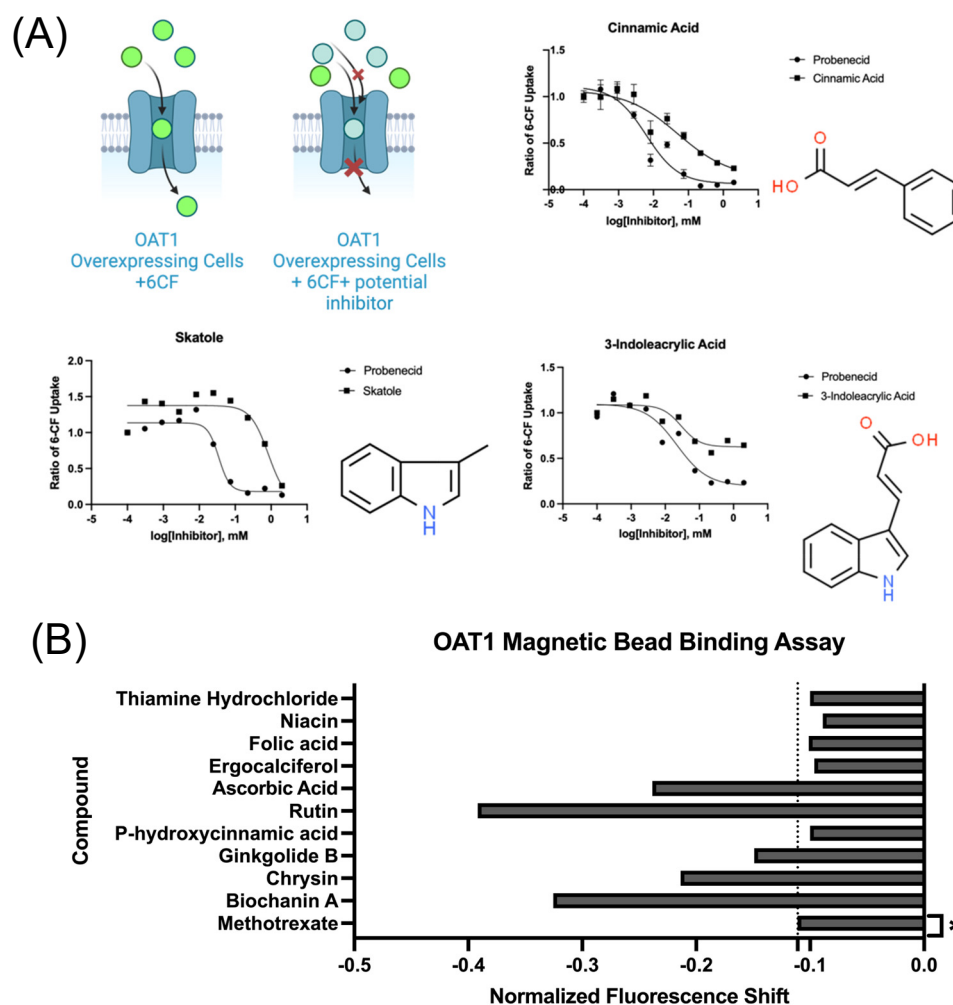 (A)
OAT1
Overexpressing Cells
+6CF
OAT1
Overexpressing Cells
+ 6CF+ potential
inhibitor
Cinnamic Acid
Ratio of 6-CF Uptake
1.5
1.0
0.5
0.0
-5 -4 -3 -2 -1 0 1
log[Inhibitor], mM
Probenecid
Cinnamic Acid
O
HO
Skatole
Ratio of 6-CF Uptake
2.0
1.5
1.0
0.5
0.0
-5 -4 -3 -2 -1 0 1
log[Inhibitor], mM
Probenecid
Skatole
N
H
3-Indoleacrylic Acid
Ratio of 6-CF Uptake
1.5
1.0
0.5
0.0
-5 -4 -3 -2 -1 0 1
log[Inhibitor], mM
Probenecid
3-Indoleacrylic Acid
O
OH
N
H
(B)
OAT1 Magnetic Bead Binding Assay
Compound
Thiamine Hydrochloride
Niacin
Folic acid
Ergocalciferol
Ascorbic Acid
Rutin
P-hydroxycinnamic acid
Ginkgolide B
Chrysin
Biochanin A
Methotrexate
-0.5 -0.4 -0.3 -0.2 -0.1 0.0
Normalized Fluorescence Shift